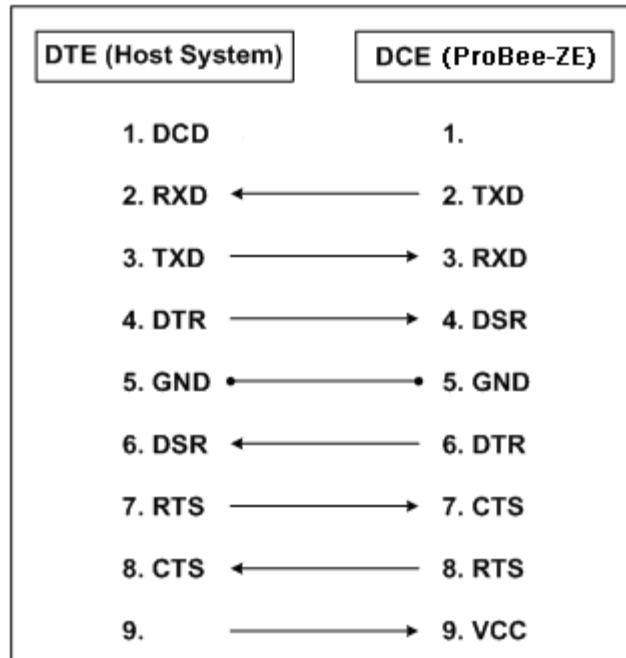 DTE (Host System) DCE (ProBee-ZE)
1. DCD 1.
2. RXD 2. TXD
3. TXD 3. RXD
4. DTR 4. DSR
5. GND 5. GND
6. DSR 6. DTR
7. RTS 7. CTS
8. CTS 8. RTS
9. 9. VCC